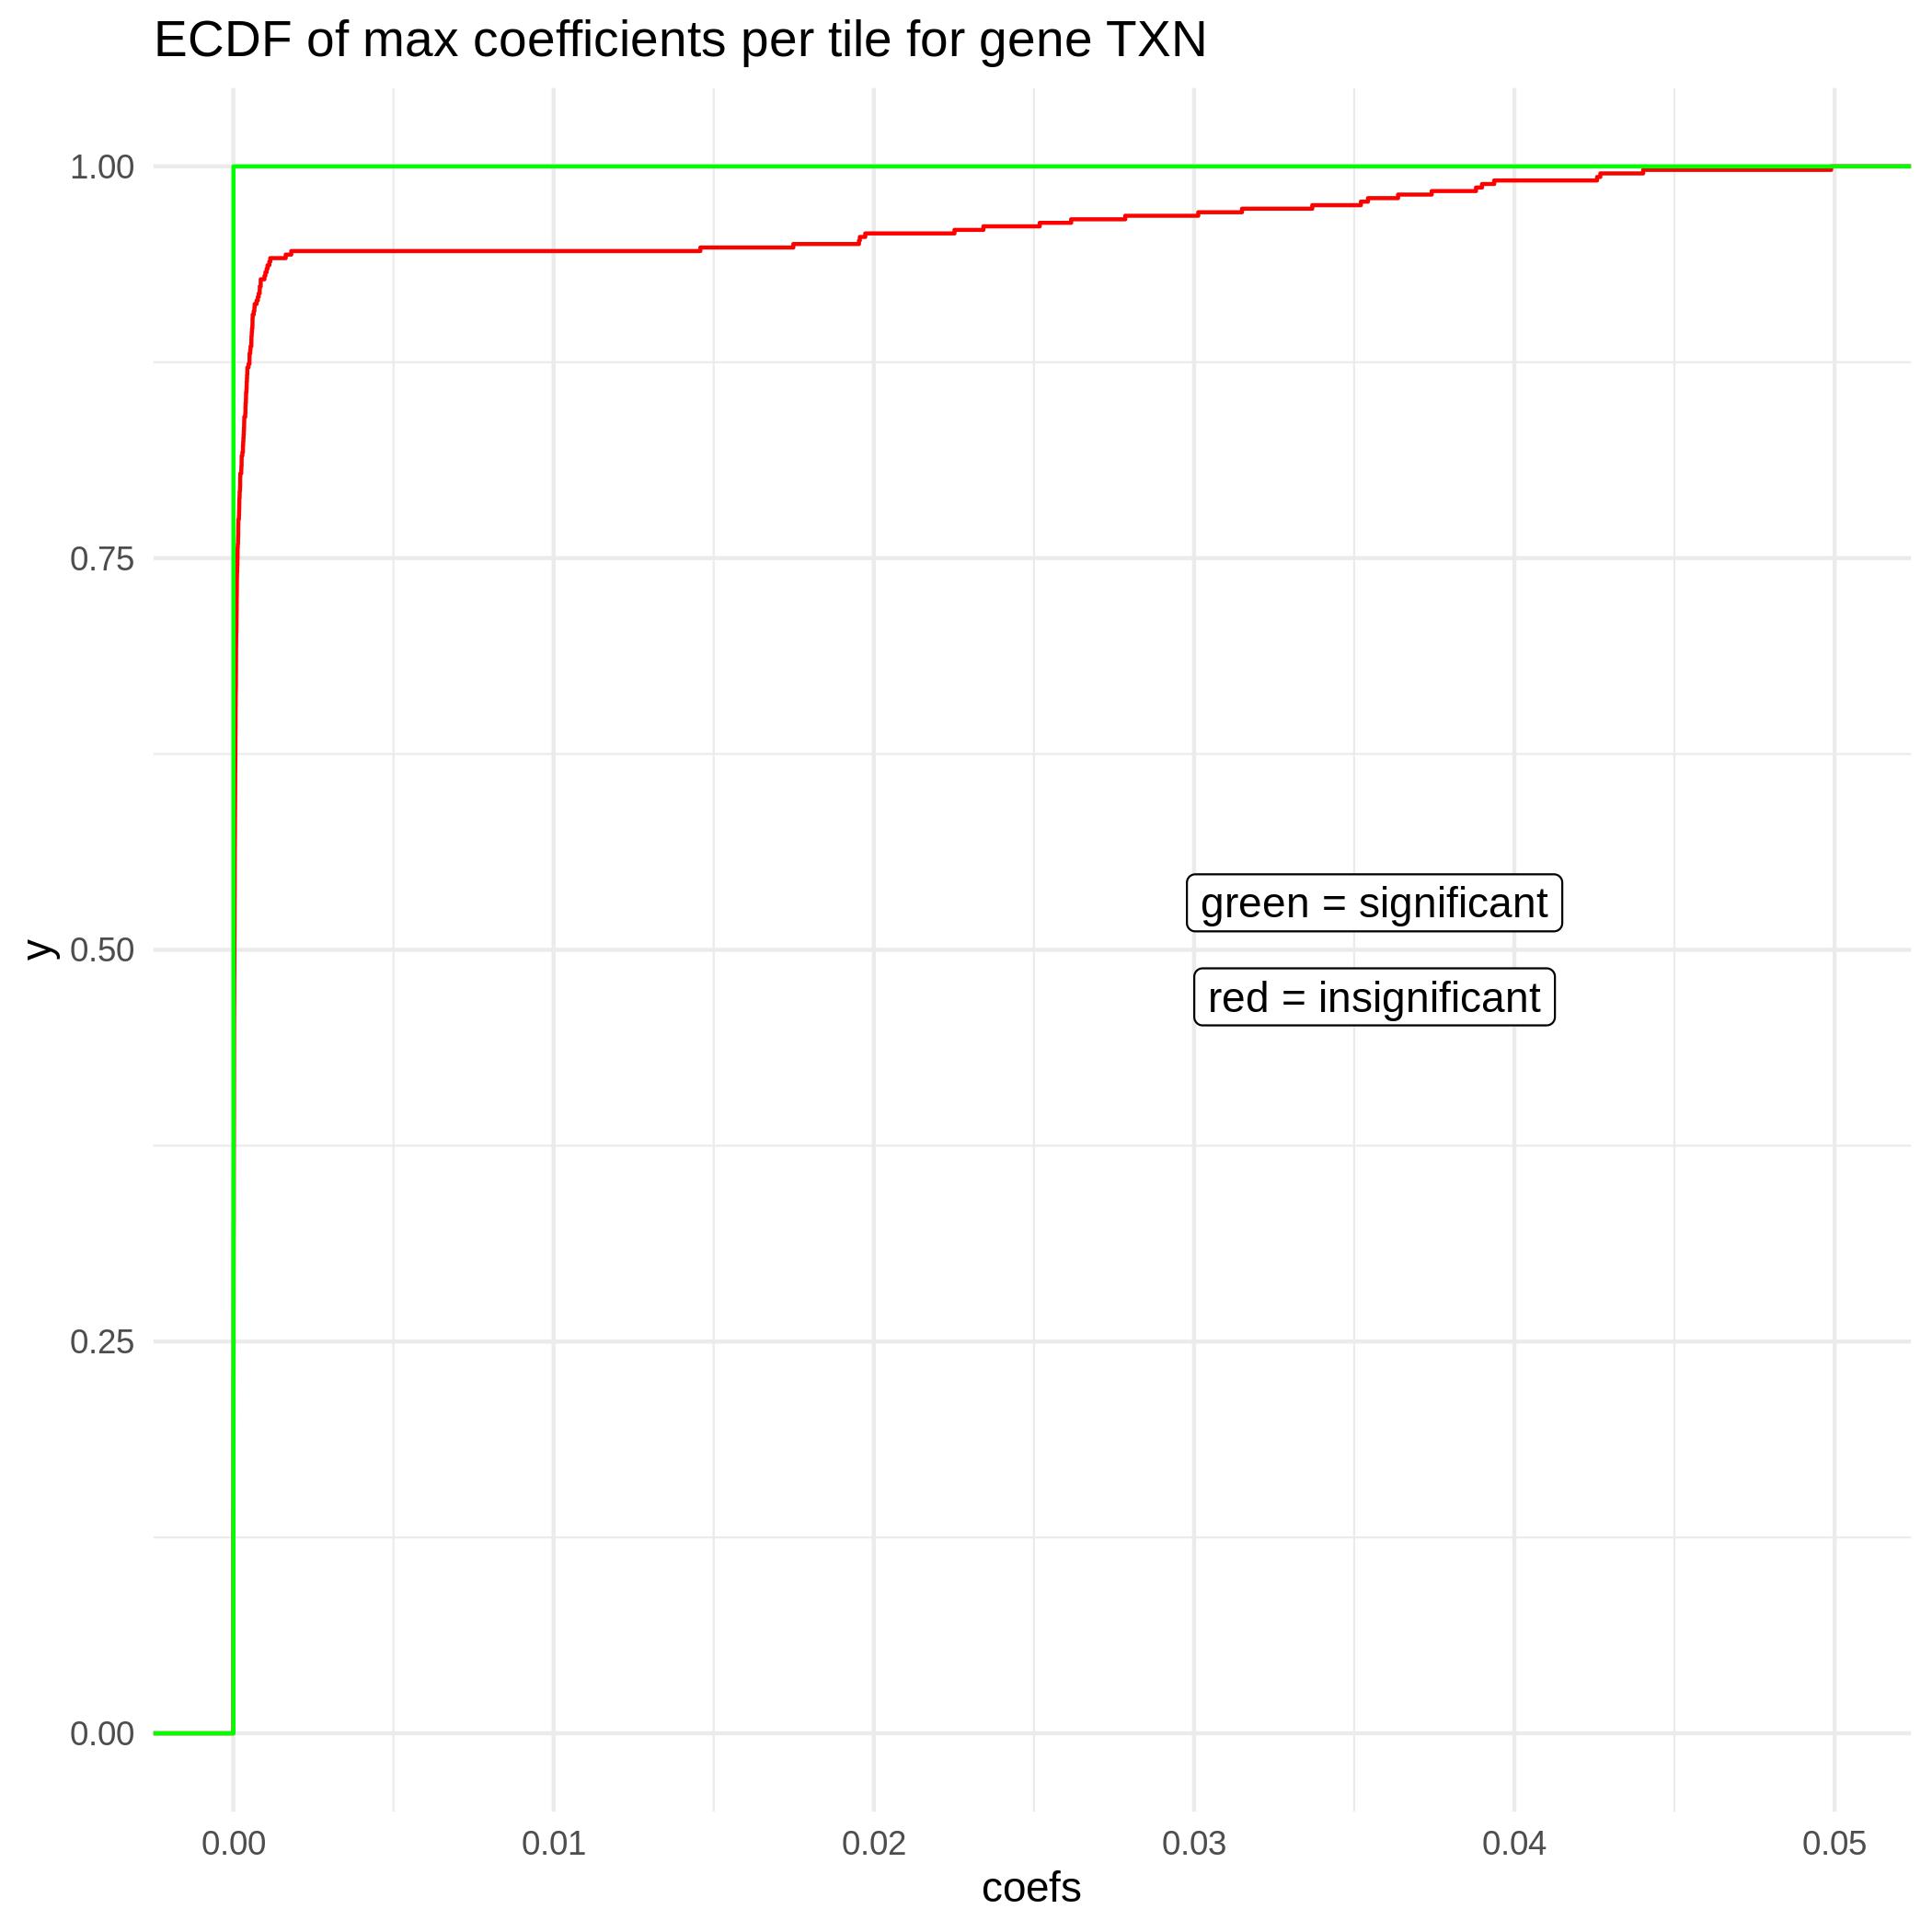 ECDF of max coefficients per tile for gene TXN
1.00
0.75
0.50
0.25
0.00
y
green = significant
red = insignificant
0.00 0.01 0.02 0.03 0.04 0.05
coefs